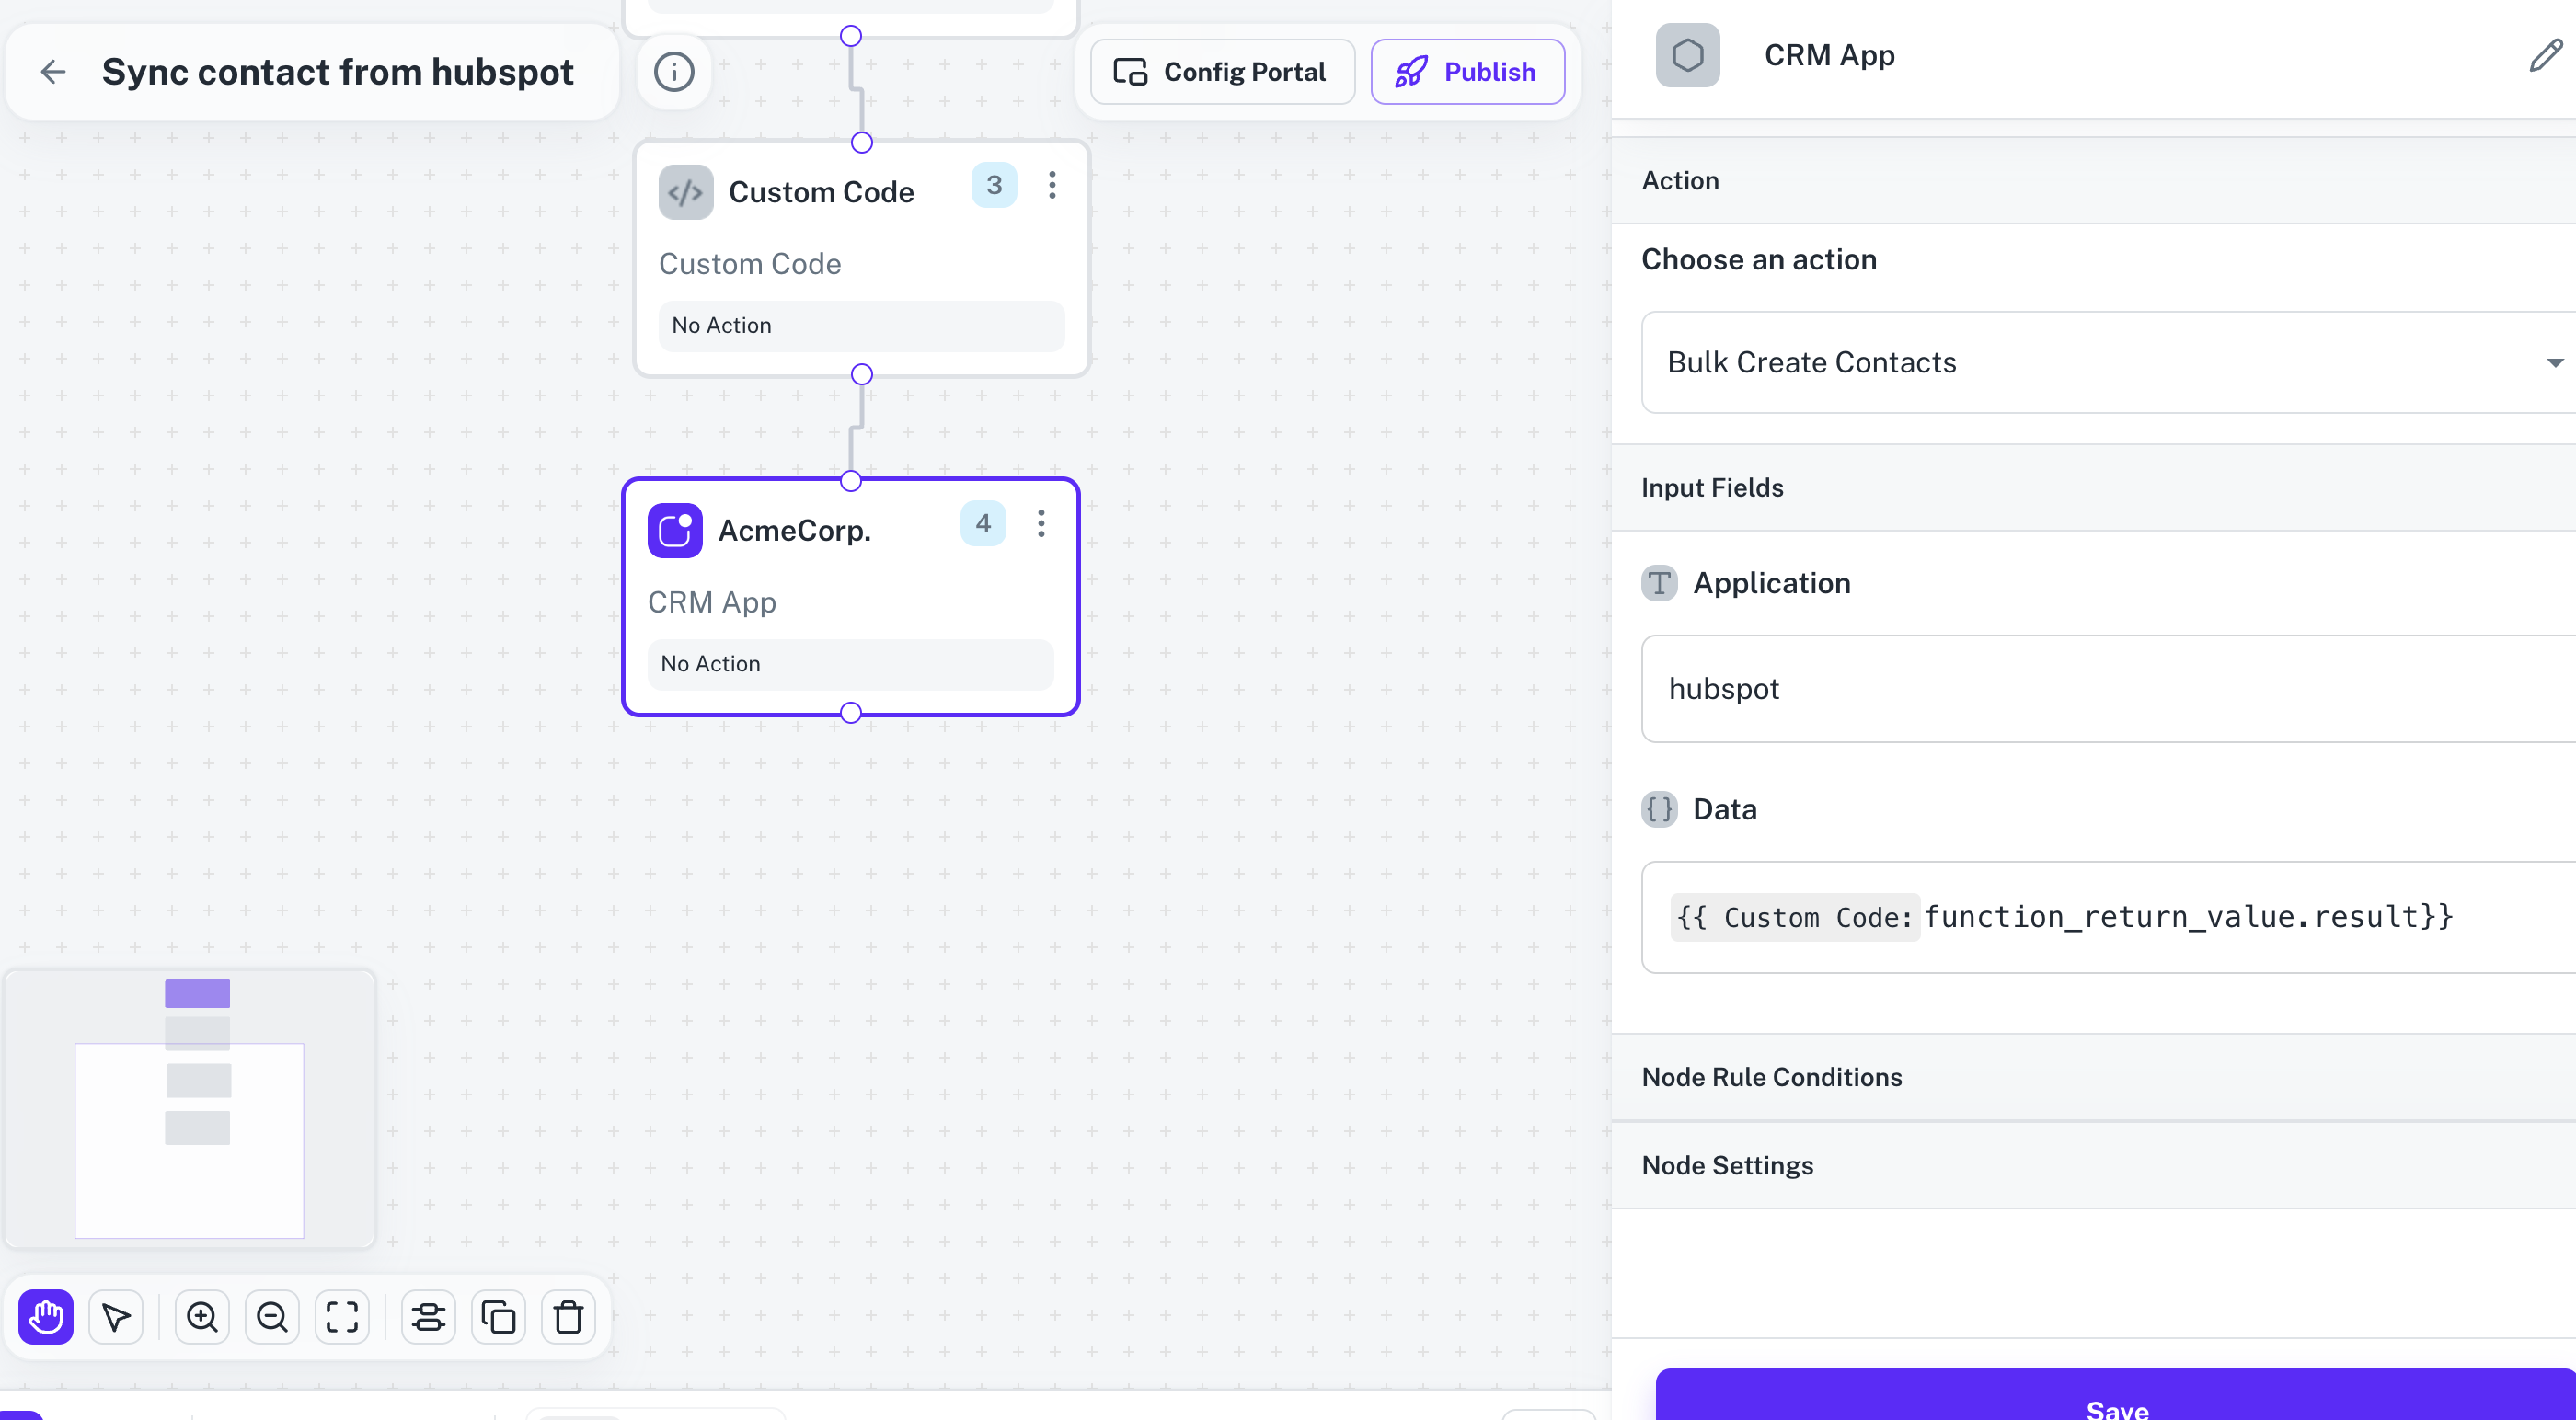 Sync contact from hubspot
Config Portal
Publish
Custom Code
3
Custom Code
No Action
AcmeCorp.
4
CRM App
No Action
CRM App
Action
Choose an action
Bulk Create Contacts
Input Fields
Application
hubspot
Data
{{ Custom Code:function_return_value.result}}
Node Rule Conditions
Node Settings
Save